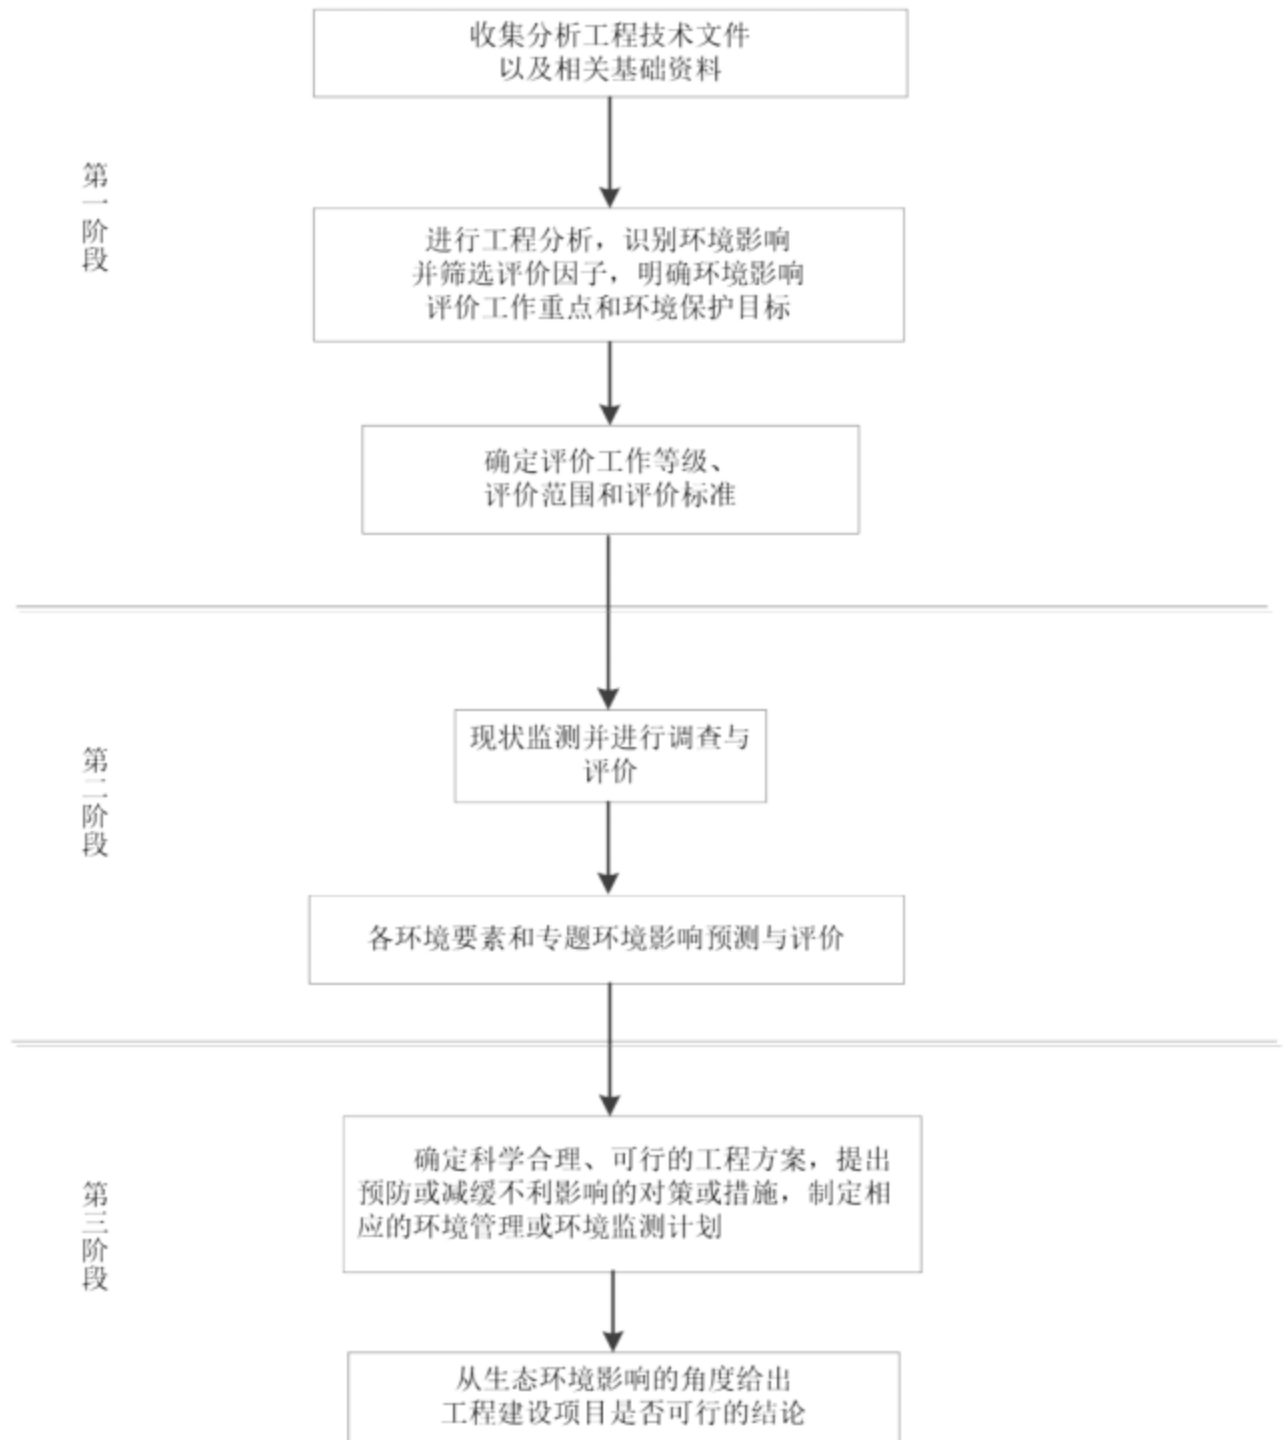 收集分析工程技术文件
以及相关基础资料
第一阶段
进行工程分析，识别环境影响
并筛选评价因子，明确环境影响
评价工作重点和环境保护目标
确定评价工作等级、
评价范围和评价标准
现状监测并进行调查与
评价
第二阶段
各环境要素和专题环境影响预测与评价
确定科学合理、可行的工程方案，提出
预防或减缓不利影响的对策或措施，制定相
应的环境管理或环境监测计划
第三阶段
从生态环境影响的角度给出
工程建设项目是否可行的结论